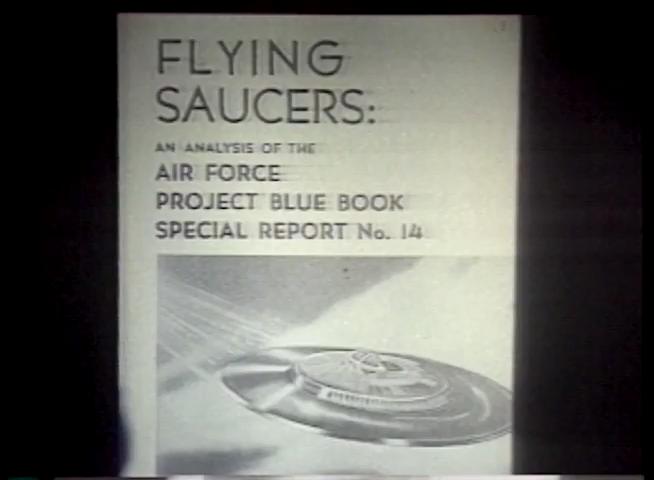 FLYING
SAUCERS:
AN ANALYSIS OF THE
AIR FORCE
PROJECT BLUE BOOK
SPECIAL REPORT No. 14